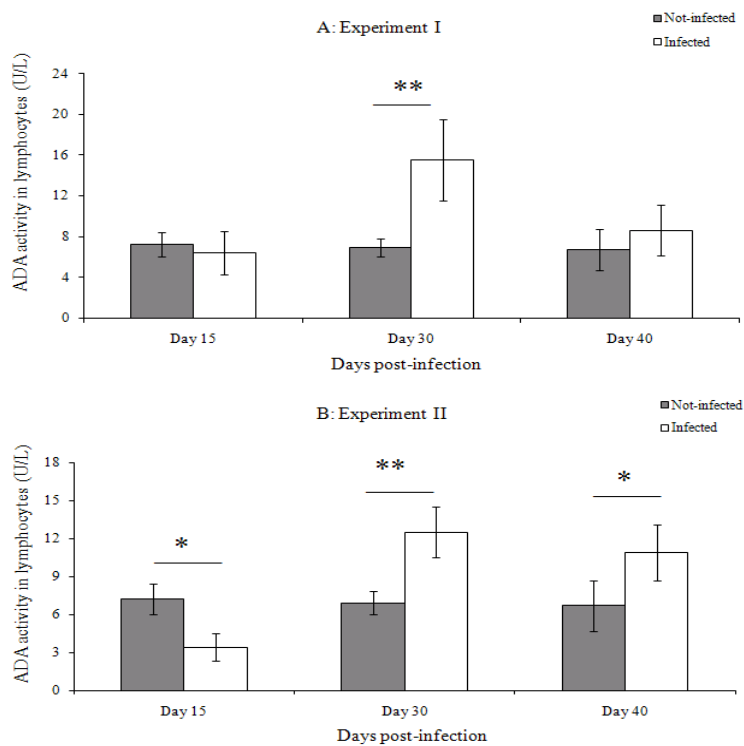 A: Experiment I
Not-infected
Infected
ADA activity in lymphocytes (U/L)
24
20
16
12
8
4
0
**
Day 15
Day 30
Day 40
Days post-infection
B: Experiment II
Not-infected
Infected
ADA activity in lymphocytes (U/L)
18
15
12
9
6
3
0
*
**
*
Day 15
Day 30
Day 40
Days post-infection